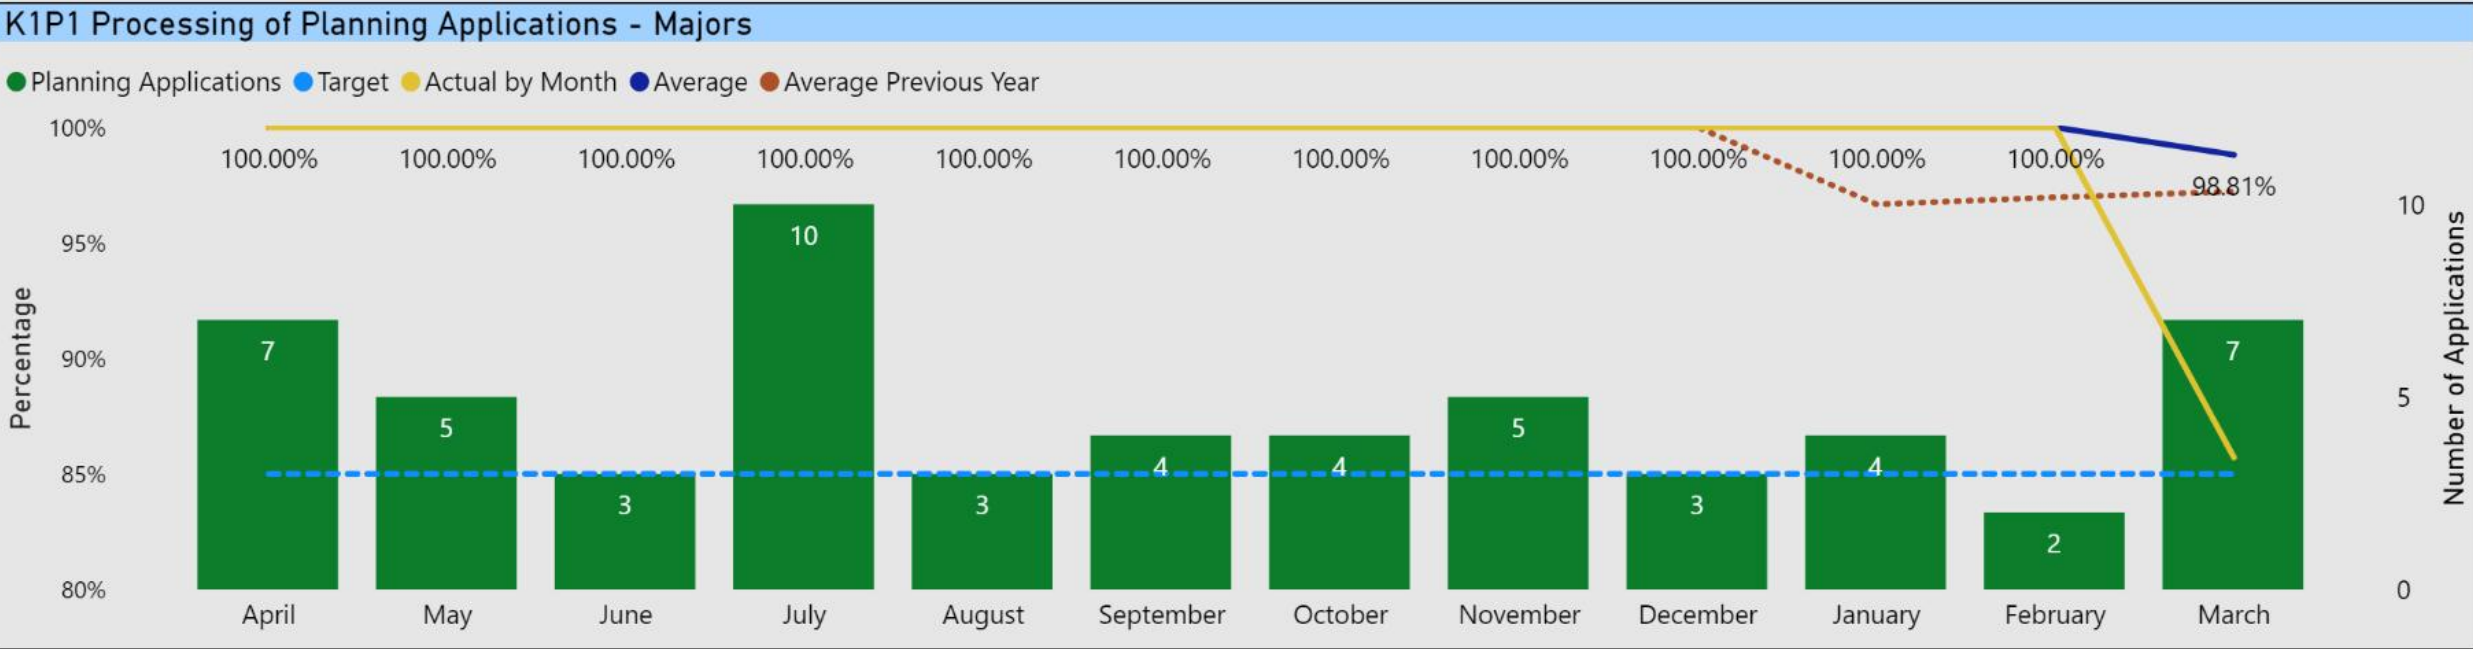 K1P1 Processing of Planning Applications - Majors
Planning Applications Target Actual by Month Average Average Previous Year
100%
100.00% 100.00% 100.00% 100.00% 100.00% 100.00% 100.00% 100.00% 100.00% 100.00% 100.00%
98.81%
10
95%
10
7 7
90%
5 5
5
4 4 4
85%
3 3 3
2
80%
0
Percentage
Number of Applications
April May June July August September October November December January February March